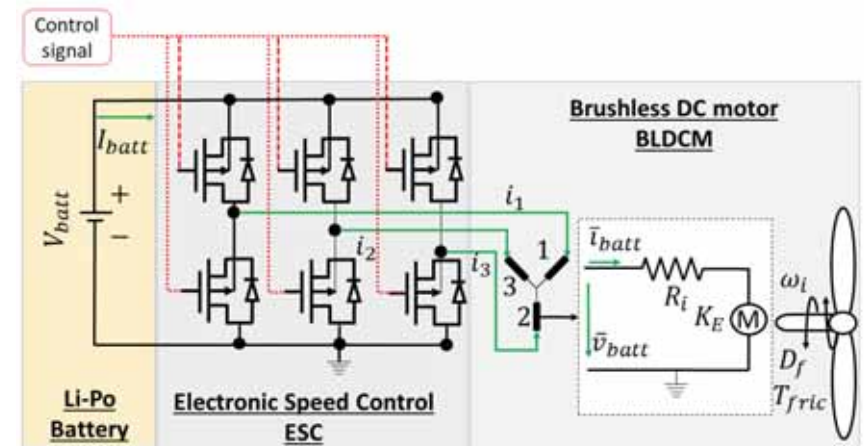 Control
signal
Brushless DC motor
BLDCM
I_batt
V_batt
+
−
i_1
i_2
i_3
1
3
2
i̅_batt
R_i
K_E
M
v̅_batt
ω_i
D_f
T_fric
Li-Po
Battery
Electronic Speed Control
ESC